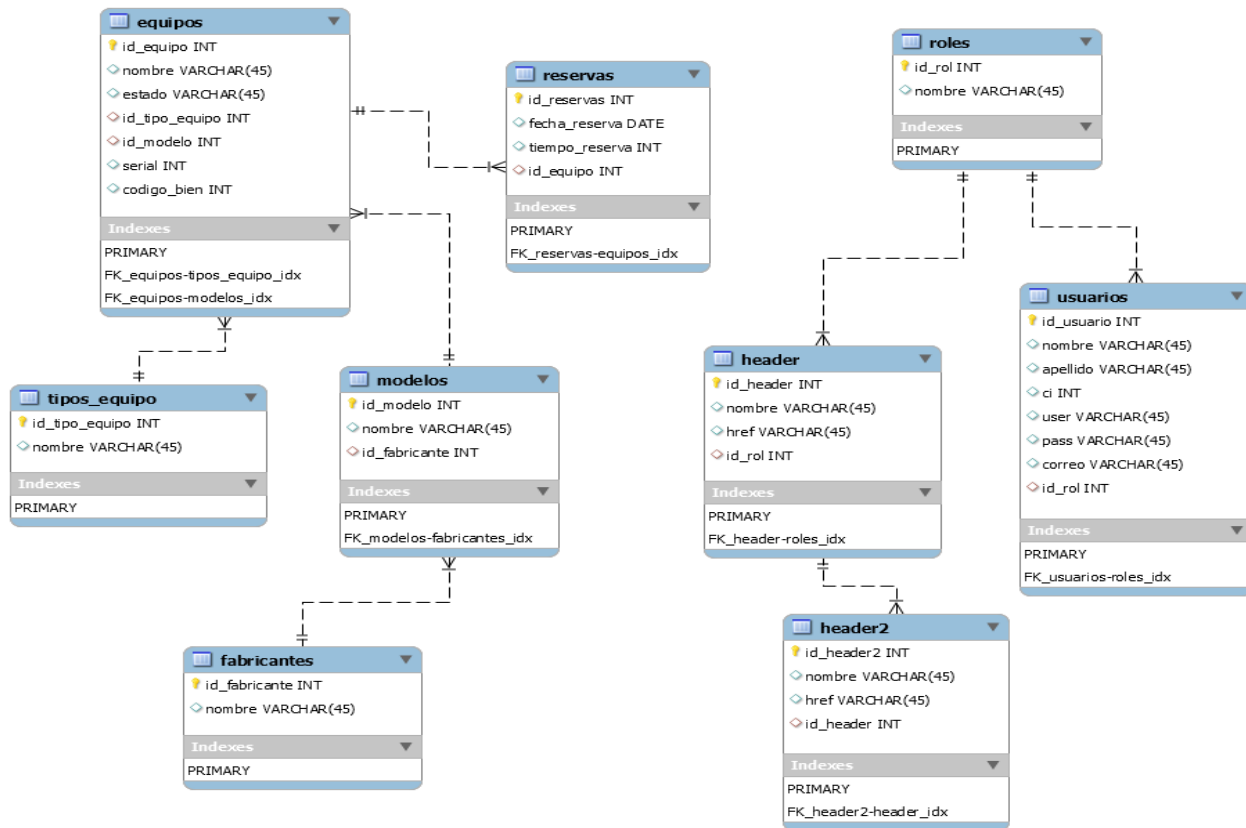 equipos
id_equipo INT
nombre VARCHAR(45)
estado VARCHAR(45)
id_tipo_equipo INT
id_modelo INT
serial INT
codigo_bien INT
Indexes
PRIMARY
FK_equipos-tipos_equipo_idx
FK_equipos-modelos_idx
reservas
id_reservas INT
fecha_reserva DATE
tiempo_reserva INT
id_equipo INT
Indexes
PRIMARY
FK_reservas-equipos_idx
roles
id_rol INT
nombre VARCHAR(45)
Indexes
PRIMARY
usuarios
id_usuario INT
nombre VARCHAR(45)
apellido VARCHAR(45)
ci INT
user VARCHAR(45)
pass VARCHAR(45)
correo VARCHAR(45)
id_rol INT
Indexes
PRIMARY
FK_usuarios-roles_idx
header
id_header INT
nombre VARCHAR(45)
href VARCHAR(45)
id_rol INT
Indexes
PRIMARY
FK_header-roles_idx
tipos_equipo
id_tipo_equipo INT
nombre VARCHAR(45)
Indexes
PRIMARY
modelos
id_modelo INT
nombre VARCHAR(45)
id_fabricante INT
Indexes
PRIMARY
FK_modelos-fabricantes_idx
fabricantes
id_fabricante INT
nombre VARCHAR(45)
Indexes
PRIMARY
header2
id_header2 INT
nombre VARCHAR(45)
href VARCHAR(45)
id_header INT
Indexes
PRIMARY
FK_header2-header_idx